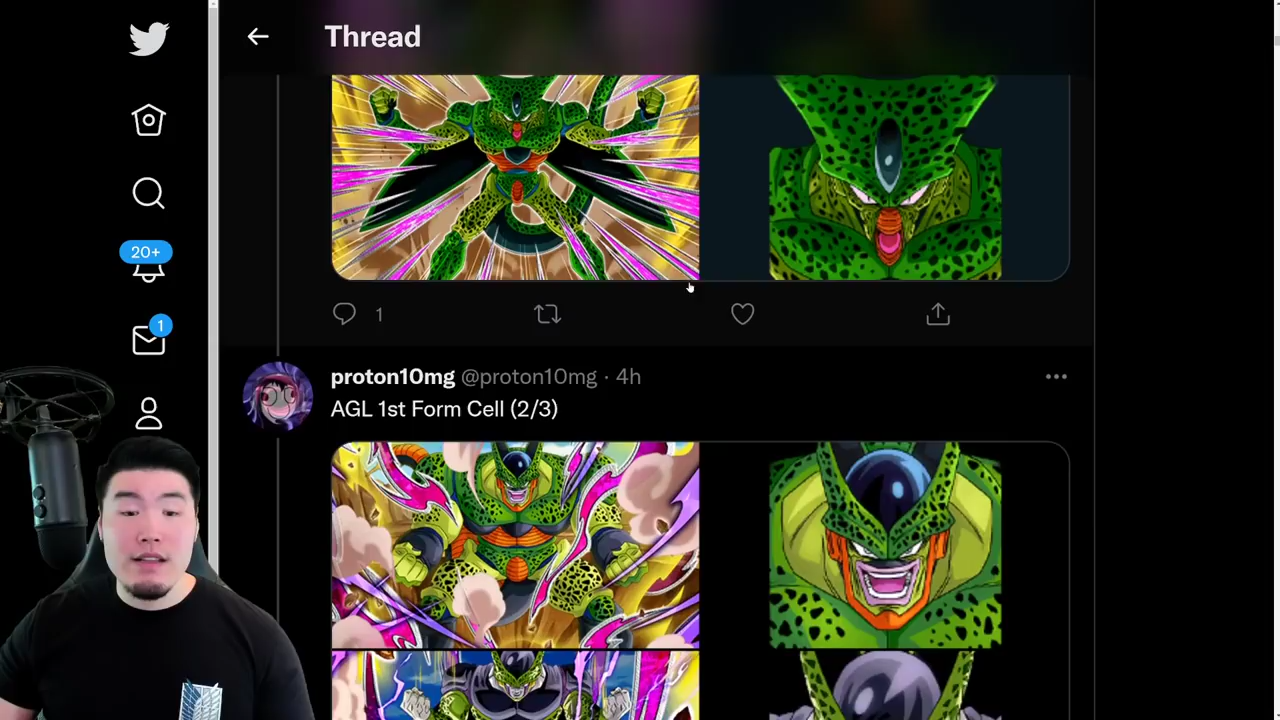 Thread
20+
1
1
proton10mg @proton10mg · 4h
AGL 1st Form Cell (2/3)